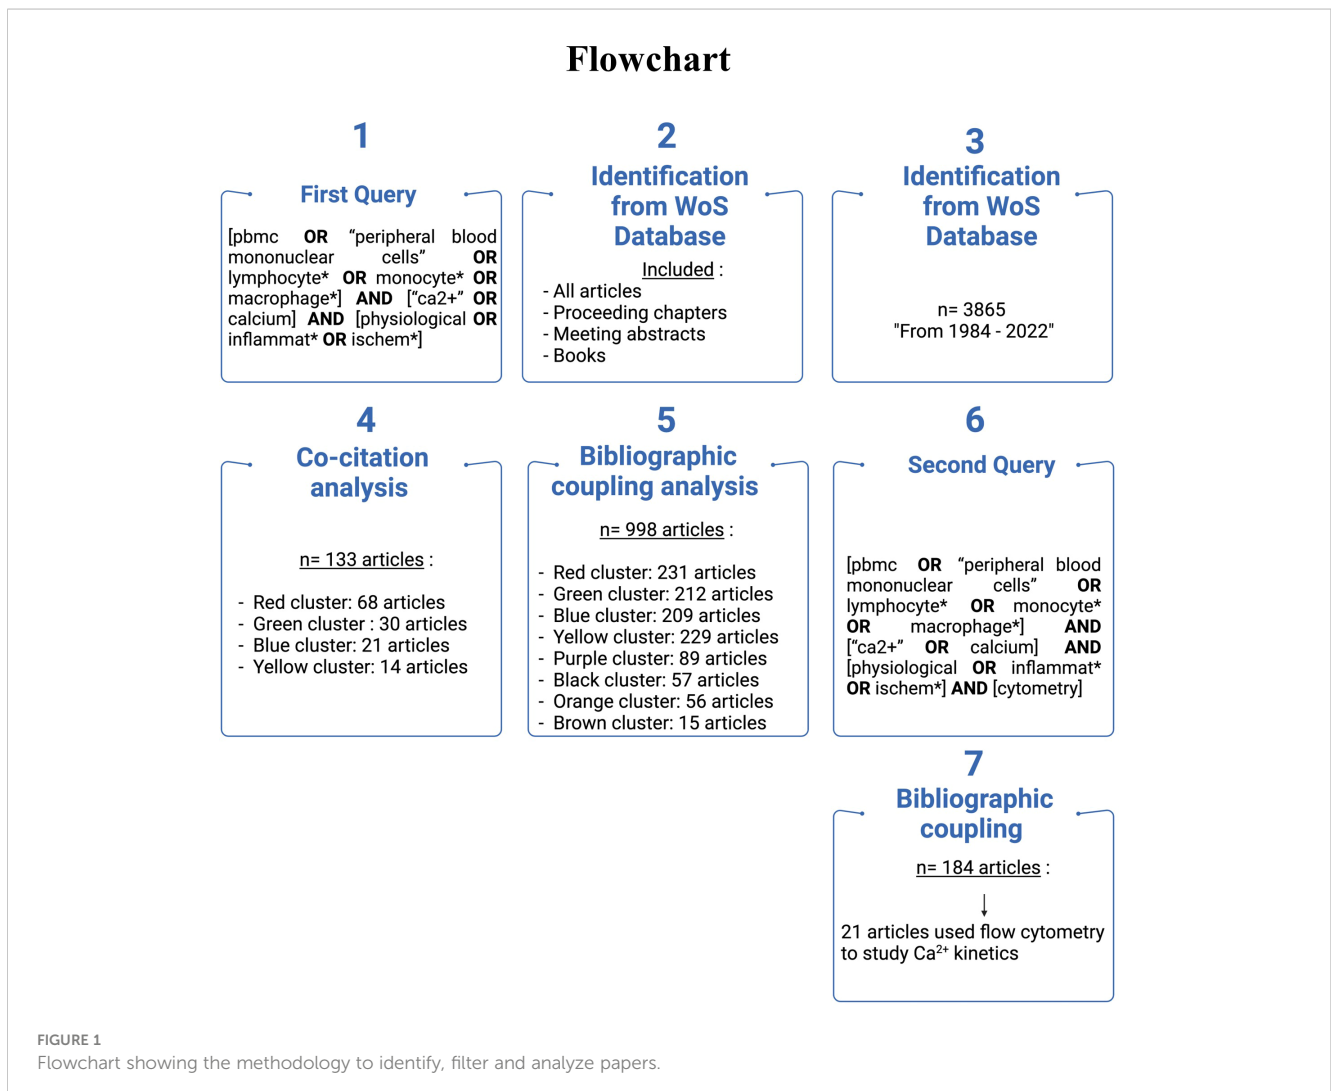 Flowchart
1
First Query
[pbmc OR “peripheral blood
mononuclear cells” OR
lymphocyte* OR monocyte* OR
macrophage*] AND [“ca2+” OR
calcium] AND [physiological OR
inflammat* OR ischem*]
2
Identification
from WoS
Database
Included :
- All articles
- Proceeding chapters
- Meeting abstracts
- Books
3
Identification
from WoS
Database
n= 3865
"From 1984 - 2022"
4
Co-citation
analysis
n= 133 articles :
- Red cluster: 68 articles
- Green cluster : 30 articles
- Blue cluster: 21 articles
- Yellow cluster: 14 articles
5
Bibliographic
coupling analysis
n= 998 articles :
- Red cluster: 231 articles
- Green cluster: 212 articles
- Blue cluster: 209 articles
- Yellow cluster: 229 articles
- Purple cluster: 89 articles
- Black cluster: 57 articles
- Orange cluster: 56 articles
- Brown cluster: 15 articles
6
Second Query
[pbmc OR “peripheral blood
mononuclear cells” OR
lymphocyte* OR monocyte*
OR macrophage*] AND
[“ca2+” OR calcium] AND
[physiological OR inflammat*
OR ischem*] AND [cytometry]
7
Bibliographic
coupling
n= 184 articles :
21 articles used flow cytometry
to study Ca²⁺ kinetics
FIGURE 1
Flowchart showing the methodology to identify, filter and analyze papers.